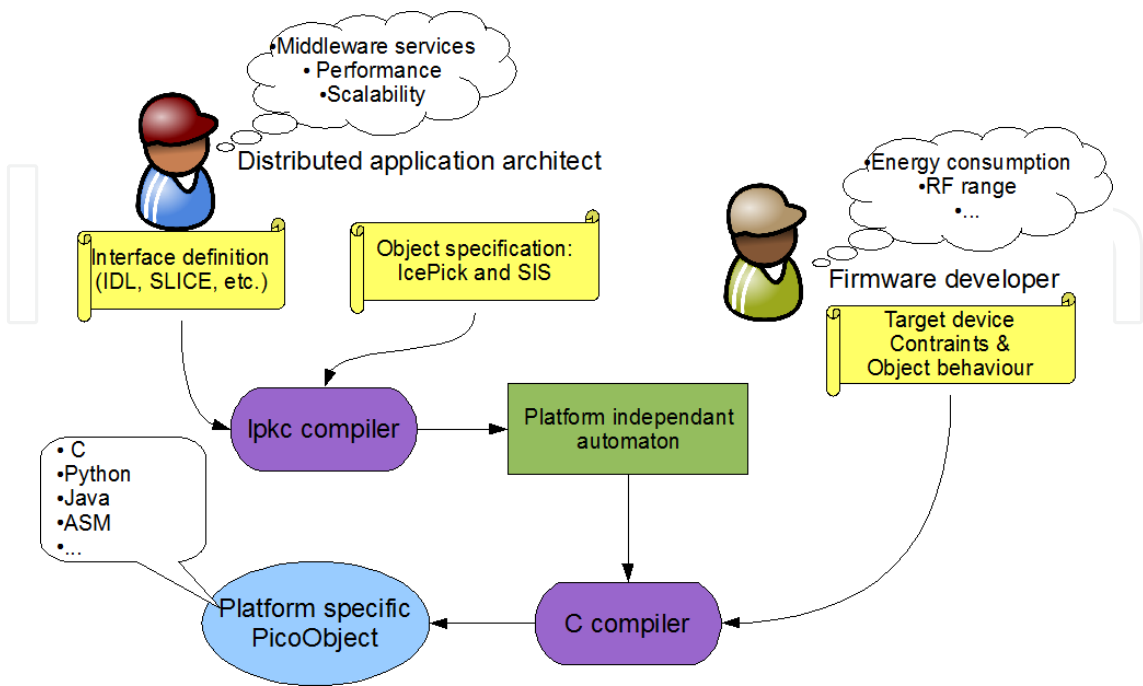 •Middleware services
• Performance
•Scalability
Distributed application architect
•Energy consumption
•RF range
•...
Firmware developer
Interface definition
(IDL, SLICE, etc.)
Object specification:
IcePick and SIS
Target device
Contraints &
Object behaviour
Ipkc compiler
Platform independant
automaton
• C
•Python
•Java
•ASM
•...
Platform specific
PicoObject
C compiler